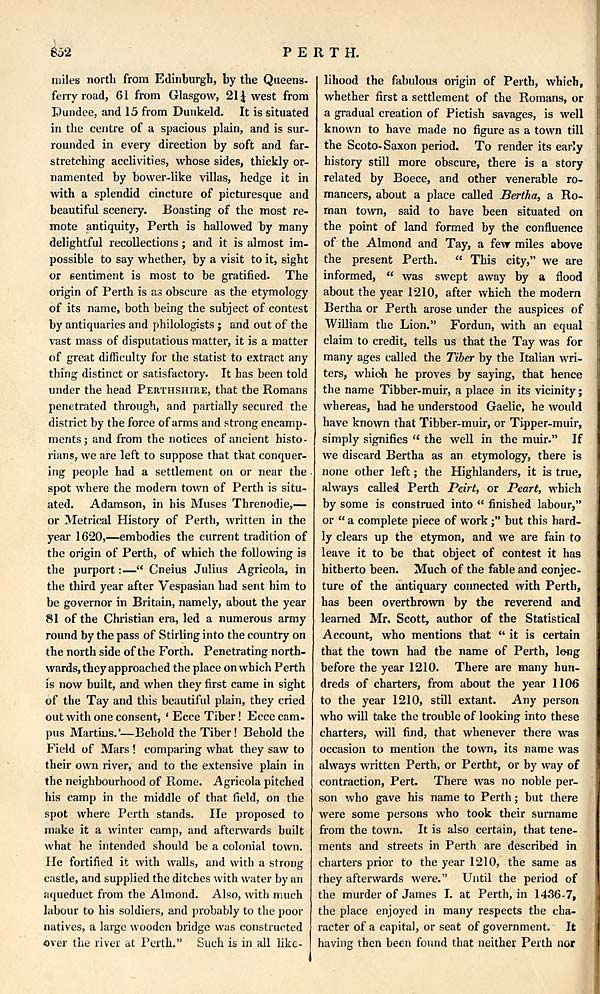 852
PERTH.
miles north from Edinburgh, by the Queens-
ferry road, 61 from Glasgow, 21¼ west from
Dundee, and 15 from Dunkeld. It is situated
in the centre of a spacious plain, and is sur-
rounded in every direction by soft and far-
stretching acclivities, whose sides, thickly or-
namented by bower-like villas, hedge it in
with a splendid cincture of picturesque and
beautiful scenery. Boasting of the most re-
mote antiquity, Perth is hallowed by many
delightful recollections; and it is almost im-
possible to say whether, by a visit to it, sight
or sentiment is most to be gratified. The
origin of Perth is as obscure as the etymology
of its name, both being the subject of contest
by antiquaries and philologists; and out of the
vast mass of disputatious matter, it is a matter
of great difficulty for the statist to extract any
thing distinct or satisfactory. It has been told
under the head PERTHSHIRE, that the Romans
penetrated through, and partially secured the
district by the force of arms and strong encamp-
ments; and from the notices of ancient histo-
rians, we are left to suppose that that conquer-
ing people had a settlement on or near the
spot where the modern town of Perth is situ-
ated. Adamson, in his Muses Threnodie,—
or Metrical History of Perth, written in the
year 1620,—embodies the current tradition of
the origin of Perth, of which the following is
the purport:—“ Cneius Julius Agricola, in
the third year after Vespasian had sent him to
be governor in Britain, namely, about the year
81 of the Christian era, led a numerous army
round by the pass of Stirling into the country on
the north side of the Forth. Penetrating north-
wards, they approached the place on which Perth
is now built, and when they first came in sight
of the Tay and this beautiful plain, they cried
out with one consent, ‘ Ecce Tiber! Ecce cam-
pus Martius.’—Behold the Tiber! Behold the
Field of Mars! comparing what they saw to
their own river, and to the extensive plain in
the neighbourhood of Rome. Agricola pitched
his camp in the middle of that field, on the
spot where Perth stands. He proposed to
make it a winter camp, and afterwards built
what he intended should be a colonial town.
He fortified it with walls, and with a strong
castle, and supplied the ditches with water by an
aqueduct from the Almond. Also, with much
labour to his soldiers, and probably to the poor
natives, a large wooden bridge was constructed
over the river at Perth.” Such is in all like-
lihood the fabulous origin of Perth, which,
whether first a settlement of the Romans, or
a gradual creation of Pictish savages, is well
known to have made no figure as a town till
the Scoto-Saxon period. To render its early
history still more obscure, there is a story
related by Boece, and other venerable ro-
mancers, about a place called Bertha, a Ro-
man town, said to have been situated on
the point of land formed by the confluence
of the Almond and Tay, a few miles above
the present Perth. “ This city,” we are
informed, “ was swept away by a flood
about the year 1210, after which the modern
Bertha or Perth arose under the auspices of
William the Lion.” Fordun, with an equal
claim to credit, tells us that the Tay was for
many ages called the Tiber by the Italian wri-
ters, which he proves by saying, that hence
the name Tibber-muir, a place in its vicinity;
whereas, had he understood Gaelic, he would
have known that Tibber-muir, or Tipper-muir,
simply signifies “ the well in the muir.” If
we discard Bertha as an etymology, there is
none other left; the Highlanders, it is true,
always called Perth Peirt, or Peart, which
by some is construed into “ finished labour,”
or “ a complete piece of work;” but this hard-
ly clears up the etymon, and we are fain to
leave it to be that object of contest it has
hitherto been. Much of the fable and conjec-
ture of the antiquary connected with Perth,
has been overthrown by the reverend and
learned Mr. Scott, author of the Statistical
Account, who mentions that “ it is certain
that the town had the name of Perth, long
before the year 1210. There are many hun-
dreds of charters, from about the year 1106
to the year 1210, still extant. Any person
who will take the trouble of looking into these
charters, will find, that whenever there was
occasion to mention the town, its name was
always written Perth, or Pertht, or by way of
contraction, Pert. There was no noble per-
son who gave his name to Perth; but there
were some persons who took their surname
from the town. It is also certain, that tene-
ments and streets in Perth are described in
charters prior to the year 1210, the same as
they afterwards were.” Until the period of
the murder of James I. at Perth, in 1436-7,
the place enjoyed in many respects the cha-
racter of a capital, or seat of government. It
having then been found that neither Perth nor